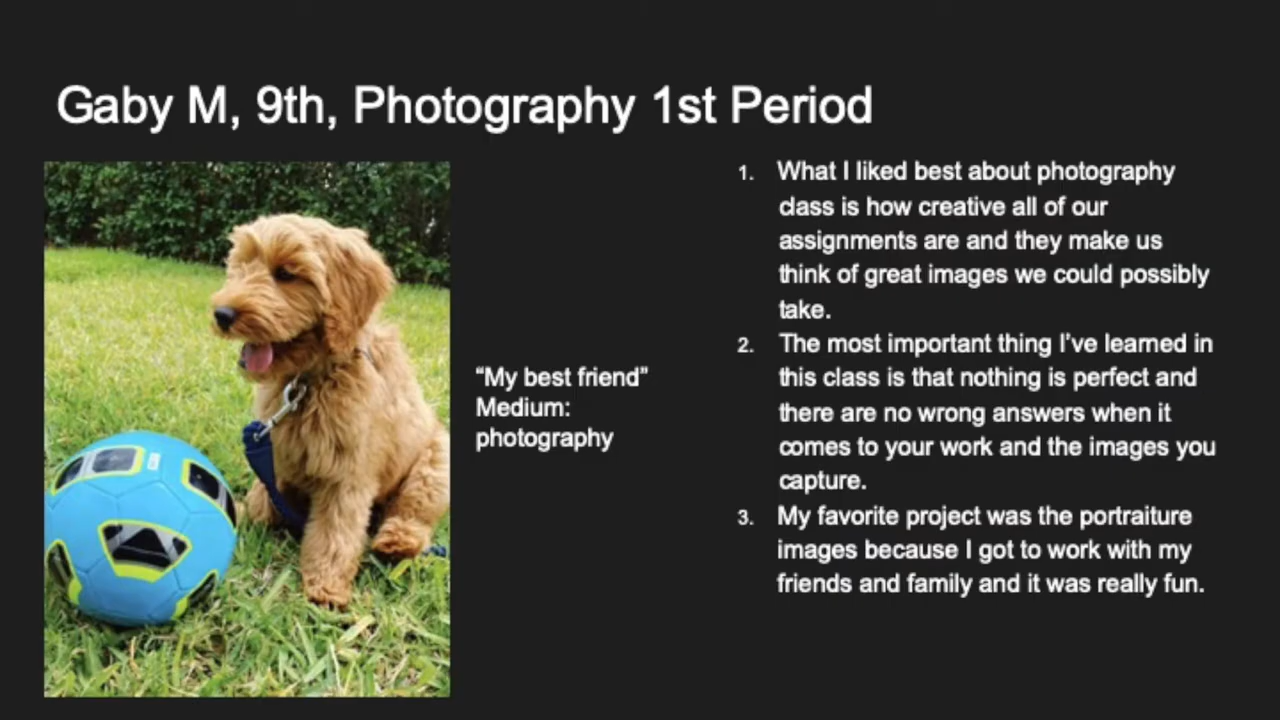 Gaby M, 9th, Photography 1st Period
"My best friend"
Medium:
photography
1. What I liked best about photography
class is how creative all of our
assignments are and they make us
think of great images we could possibly
take.
2. The most important thing I've learned in
this class is that nothing is perfect and
there are no wrong answers when it
comes to your work and the images you
capture.
3. My favorite project was the portraiture
images because I got to work with my
friends and family and it was really fun.